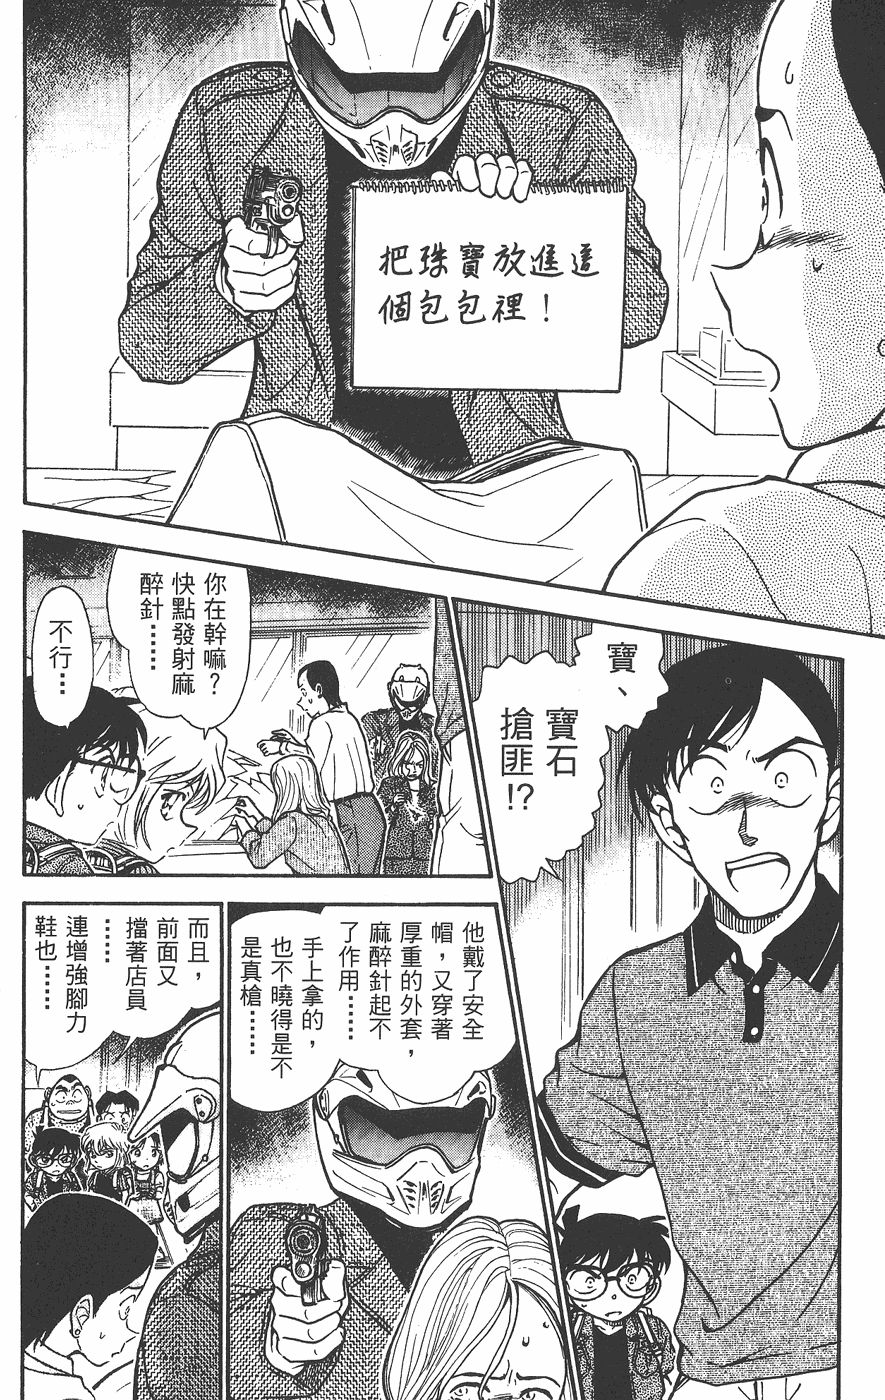 把珠寶放進這
個包包裡！
寶、
寶石
搶匪!?
你在幹嘛？
快點發射麻
醉針……
不行…
他戴了安全
帽，又穿著
厚重的外套，
麻醉針起不
了作用……
手上拿的，
也不曉得是不
是真槍……
而且，
前面又
擋著店員
……
連增強腳力
鞋也……